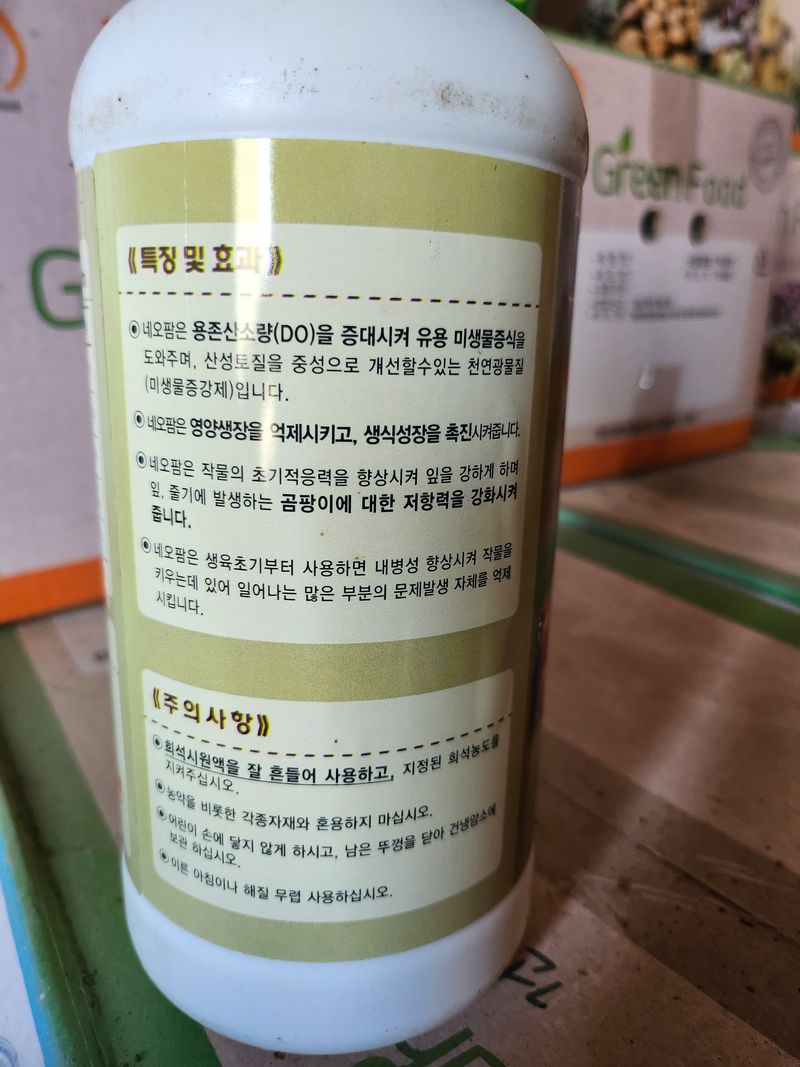 Green Food
《특징 및 효과》
◉ 네오팜은 용존산소량(DO)을 증대시켜 유용 미생물증식을
도와주며, 산성토질을 중성으로 개선할수있는 천연광물질
(미생물증강제)입니다.
◉ 네오팜은 영양생장을 억제시키고, 생식성장을 촉진시켜줍니다.
◉ 네오팜은 작물의 초기적응력을 향상시켜 잎을 강하게 하며
잎, 줄기에 발생하는 곰팡이에 대한 저항력을 강화시켜
줍니다.
◉ 네오팜은 생육초기부터 사용하면 내병성 향상시켜 작물을
키우는데 있어 일어나는 많은 부분의 문제발생 자체를 억제
시킵니다.
《주의사항》
◉ 희석시원액을 잘 흔들어 사용하고, 지정된 희석농도를
지켜주십시오.
◉ 농약을 비롯한 각종자재와 혼용하지 마십시오.
◉ 어린이 손에 닿지 않게 하시고, 남은 뚜껑을 닫아 건냉암소에
보관 하십시오.
◉ 이른 아침이나 해질 무렵 사용하십시오.